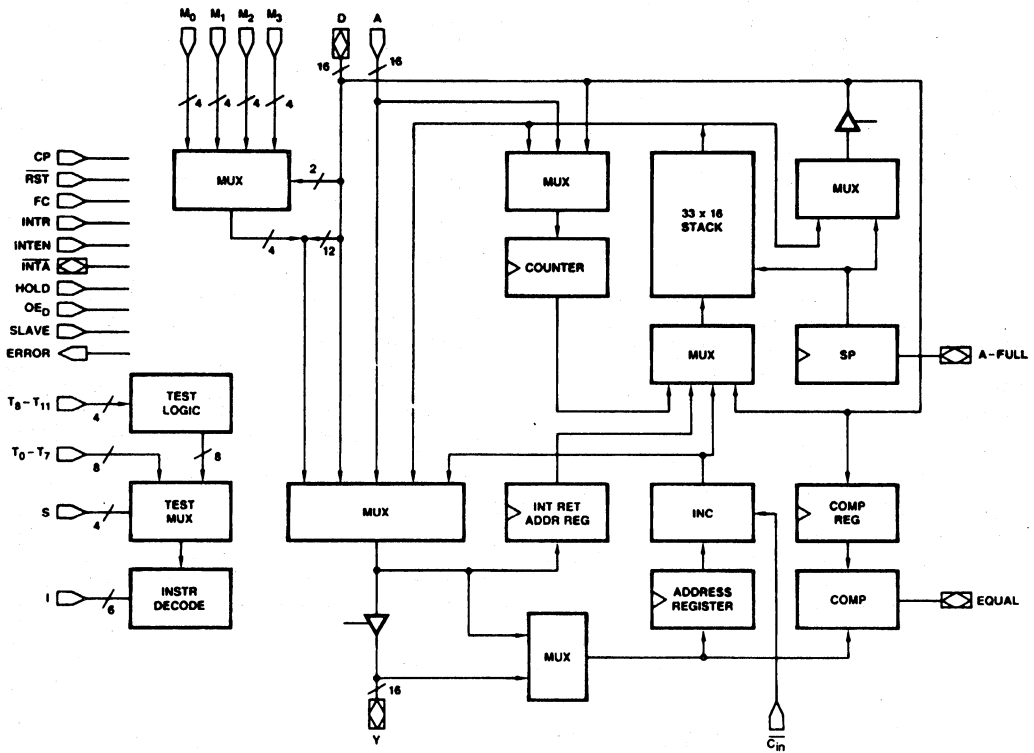 M0 M1 M2 M3 D A
16 16
4 4 4 4
CP
RST
FC
INTR
INTEN
INTA
HOLD
OED
SLAVE
ERROR
MUX
2
4 12
MUX
COUNTER
33 x 16
STACK
MUX
MUX
SP
A-FULL
T8-T11
4
TEST
LOGIC
8
T0-T7
8
S
4
TEST
MUX
I
6
INSTR
DECODE
MUX
INT RET
ADDR REG
INC
COMP
REG
ADDRESS
REGISTER
COMP
EQUAL
MUX
16
Y
Cin